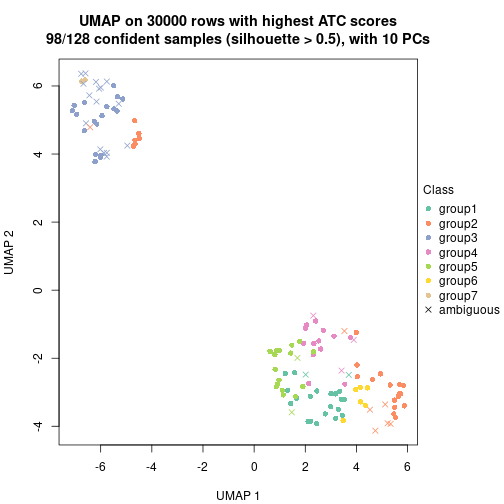 UMAP on 30000 rows with highest ATC scores
98/128 confident samples (silhouette > 0.5), with 10 PCs
6
4
2
0
-2
-4
UMAP 2
-6
-4
-2
0
2
4
6
UMAP 1
Class
group1
group2
group3
group4
group5
group6
group7
ambiguous